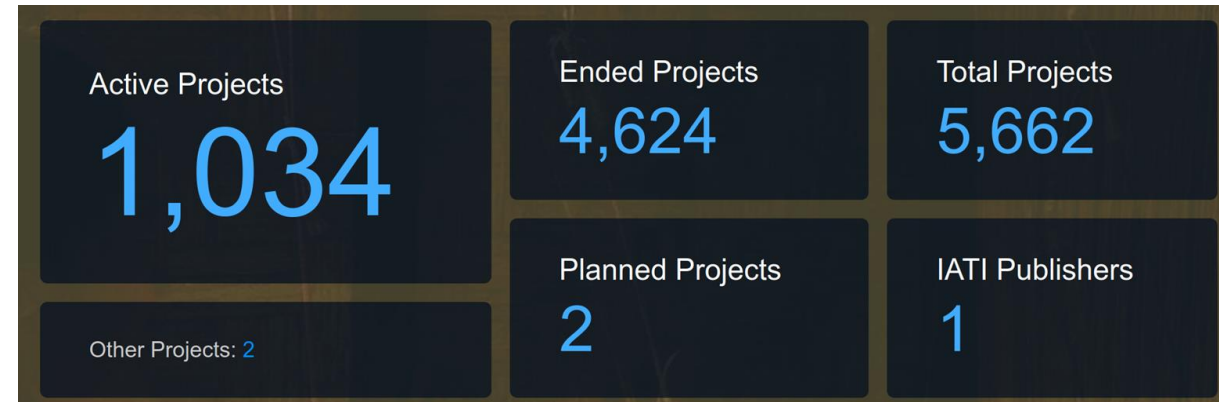 Active Projects
1,034
Other Projects: 2
Ended Projects
4,624
Planned Projects
2
Total Projects
5,662
IATI Publishers
1